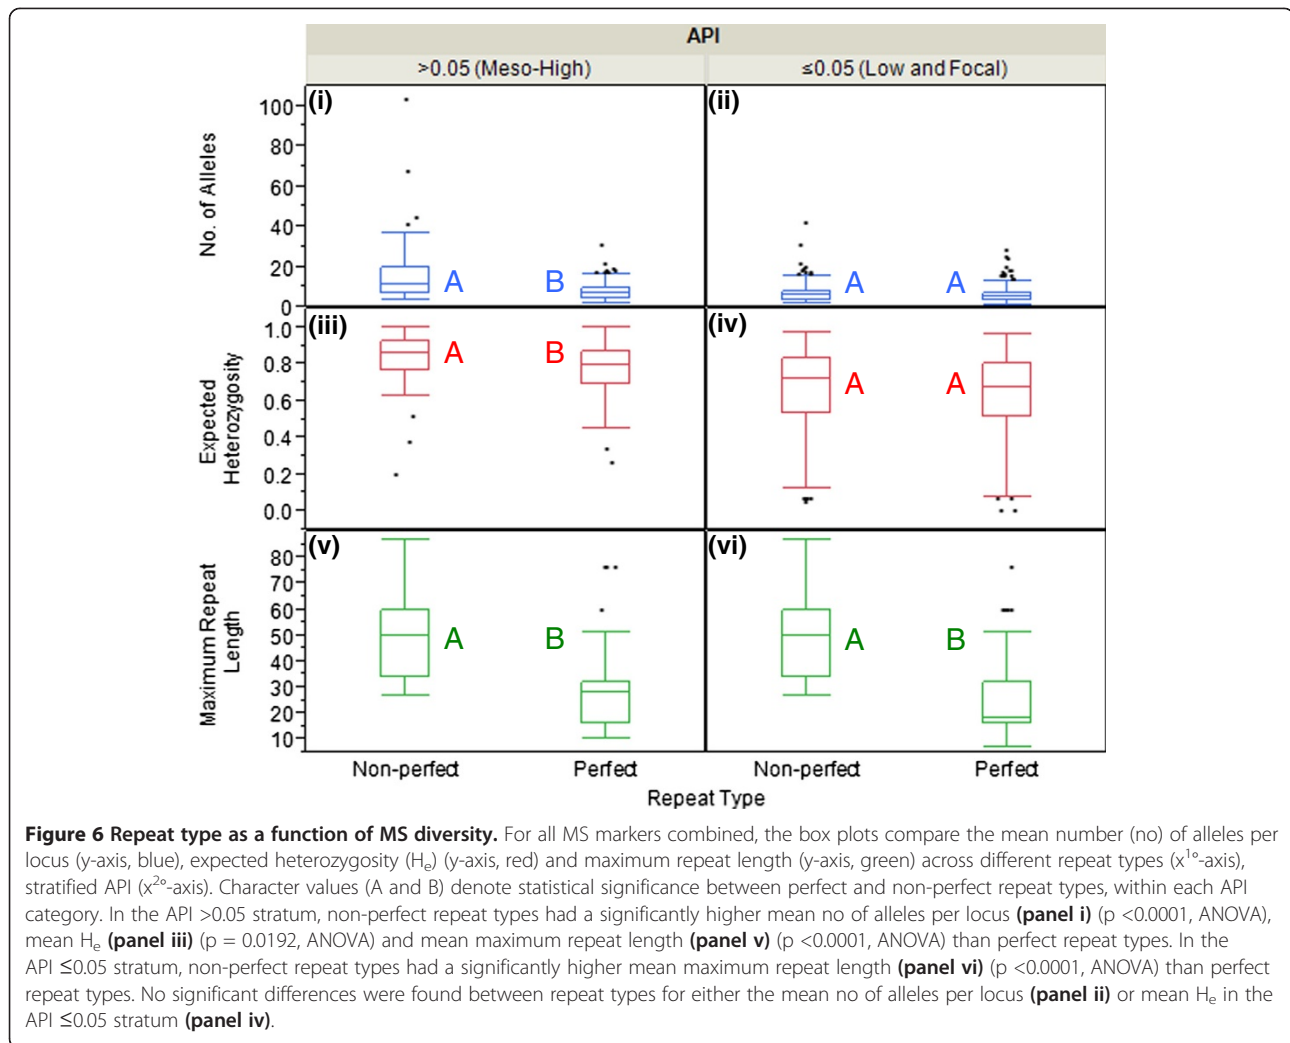 API
>0.05 (Meso-High)
≤0.05 (Low and Focal)
(i)
(ii)
No. of Alleles
100
80
60
40
20
0
A
B
A
A
(iii)
(iv)
Expected
Heterozygosity
1.0
0.8
0.6
0.4
0.2
0.0
A
B
A
A
(v)
(vi)
Maximum Repeat
Length
80
70
60
50
40
30
20
10
A
B
A
B
Non-perfect
Perfect
Non-perfect
Perfect
Repeat Type
Figure 6 Repeat type as a function of MS diversity. For all MS markers combined, the box plots compare the mean number (no) of alleles per
locus (y-axis, blue), expected heterozygosity (He) (y-axis, red) and maximum repeat length (y-axis, green) across different repeat types (x1°-axis),
stratified API (x2°-axis). Character values (A and B) denote statistical significance between perfect and non-perfect repeat types, within each API
category. In the API >0.05 stratum, non-perfect repeat types had a significantly higher mean no of alleles per locus (panel i) (p <0.0001, ANOVA),
mean He (panel iii) (p = 0.0192, ANOVA) and mean maximum repeat length (panel v) (p <0.0001, ANOVA) than perfect repeat types. In the
API ≤0.05 stratum, non-perfect repeat types had a significantly higher mean maximum repeat length (panel vi) (p <0.0001, ANOVA) than perfect
repeat types. No significant differences were found between repeat types for either the mean no of alleles per locus (panel ii) or mean He in the
API ≤0.05 stratum (panel iv).